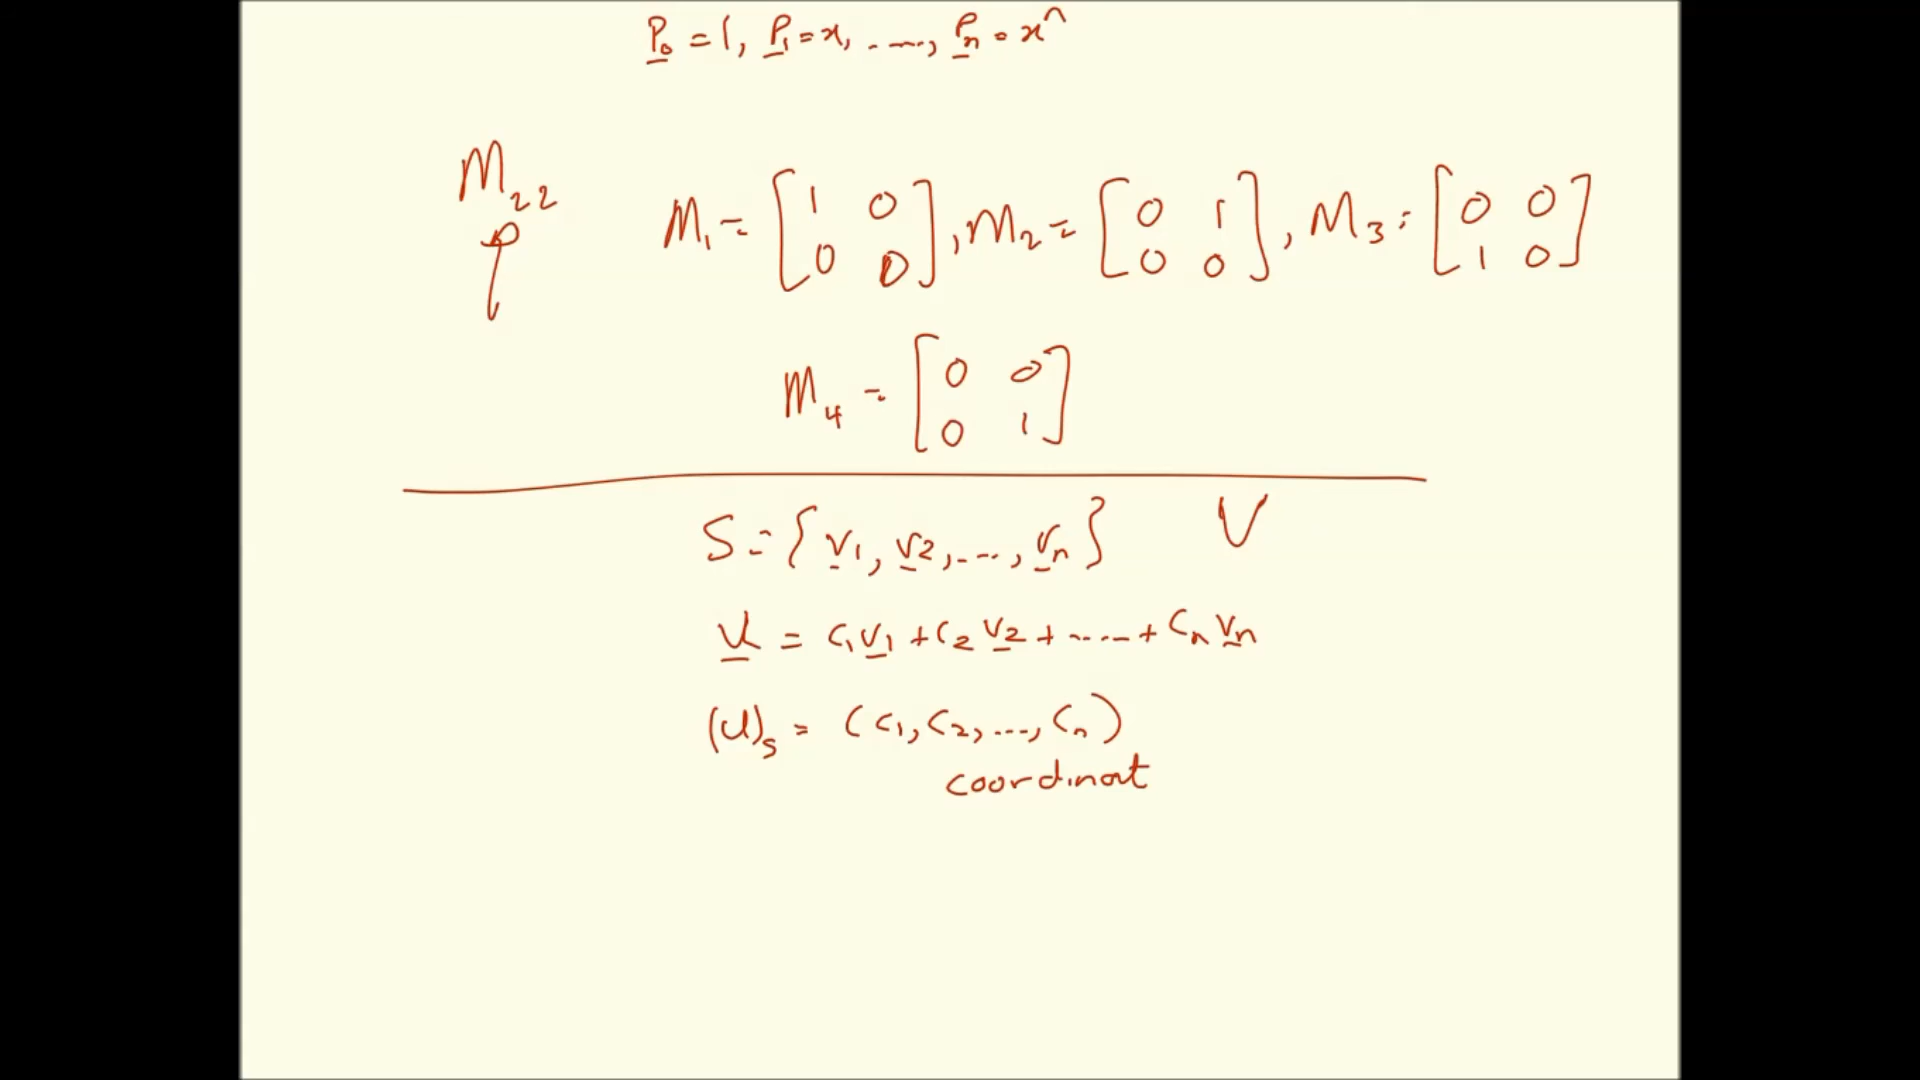 P₀ = 1, P₁ = x, ....., Pₙ = xⁿ
M₂₂ M₁ = [1 0; 0 0], M₂ = [0 1; 0 0], M₃ = [0 0; 1 0]
M₄ = [0 0; 0 1]
S = {v₁, v₂, ..., vₙ} V
u = c₁v₁ + c₂v₂ + ..... + cₙvₙ
(u)ₛ = (c₁, c₂, ..., cₙ)
coordinat